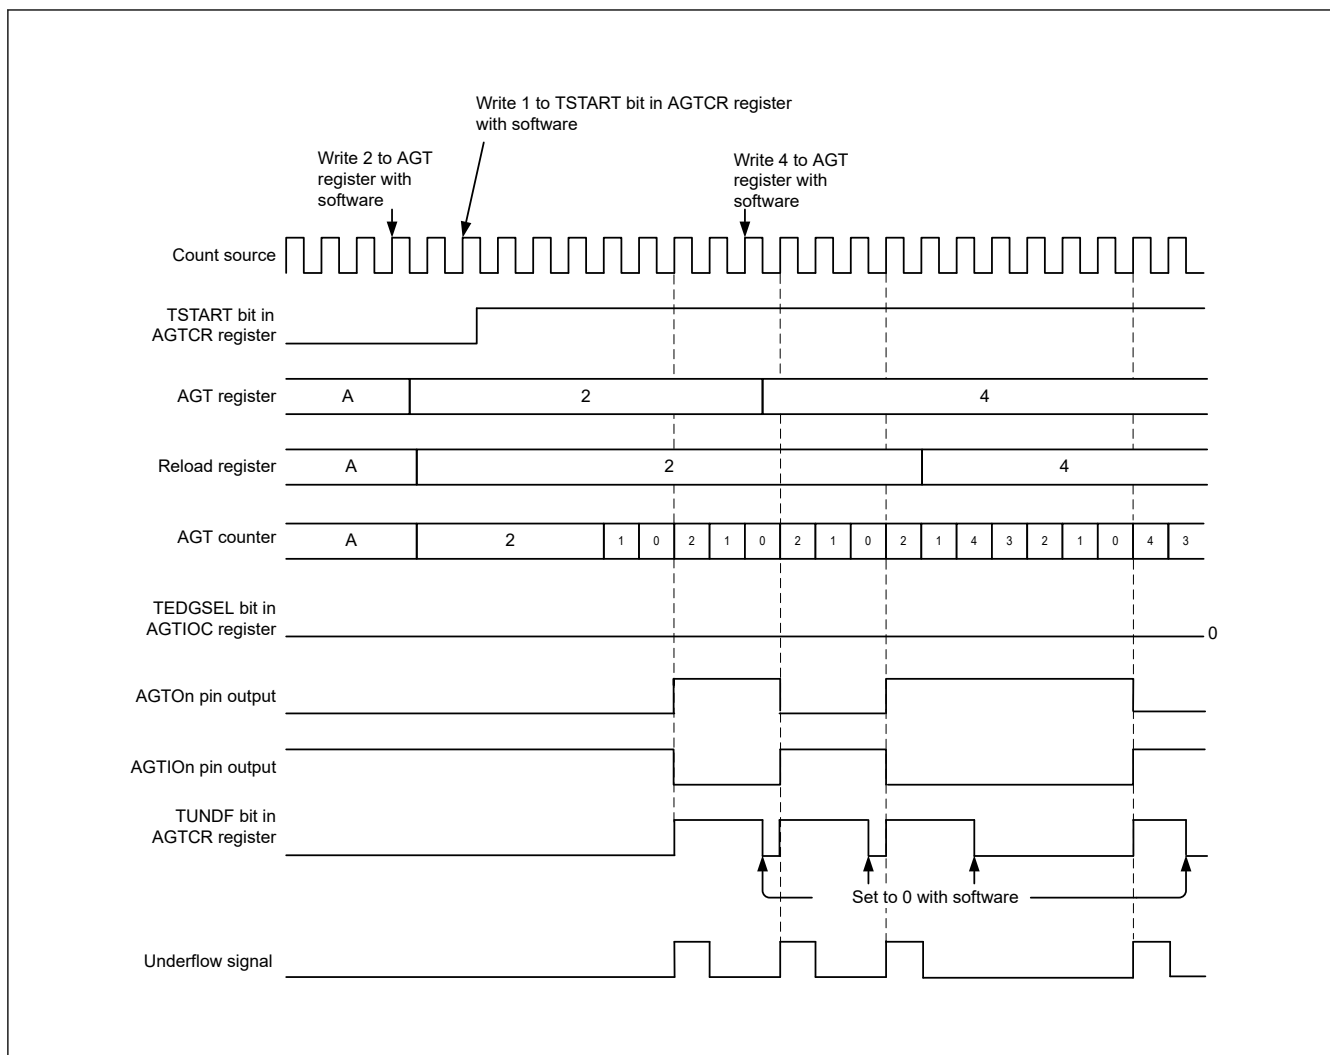 Write 1 to TSTART bit in AGTCR register
with software
Write 2 to AGT
register with
software
Write 4 to AGT
register with
software
Count source
TSTART bit in
AGTCR register
AGT register
A
2
4
Reload register
A
2
4
AGT counter
A
2
1
0
2
1
0
2
1
0
2
1
4
3
2
1
0
4
3
TEDGSEL bit in
AGTIOC register
0
AGTOn pin output
AGTIOn pin output
TUNDF bit in
AGTCR register
Set to 0 with software
Underflow signal